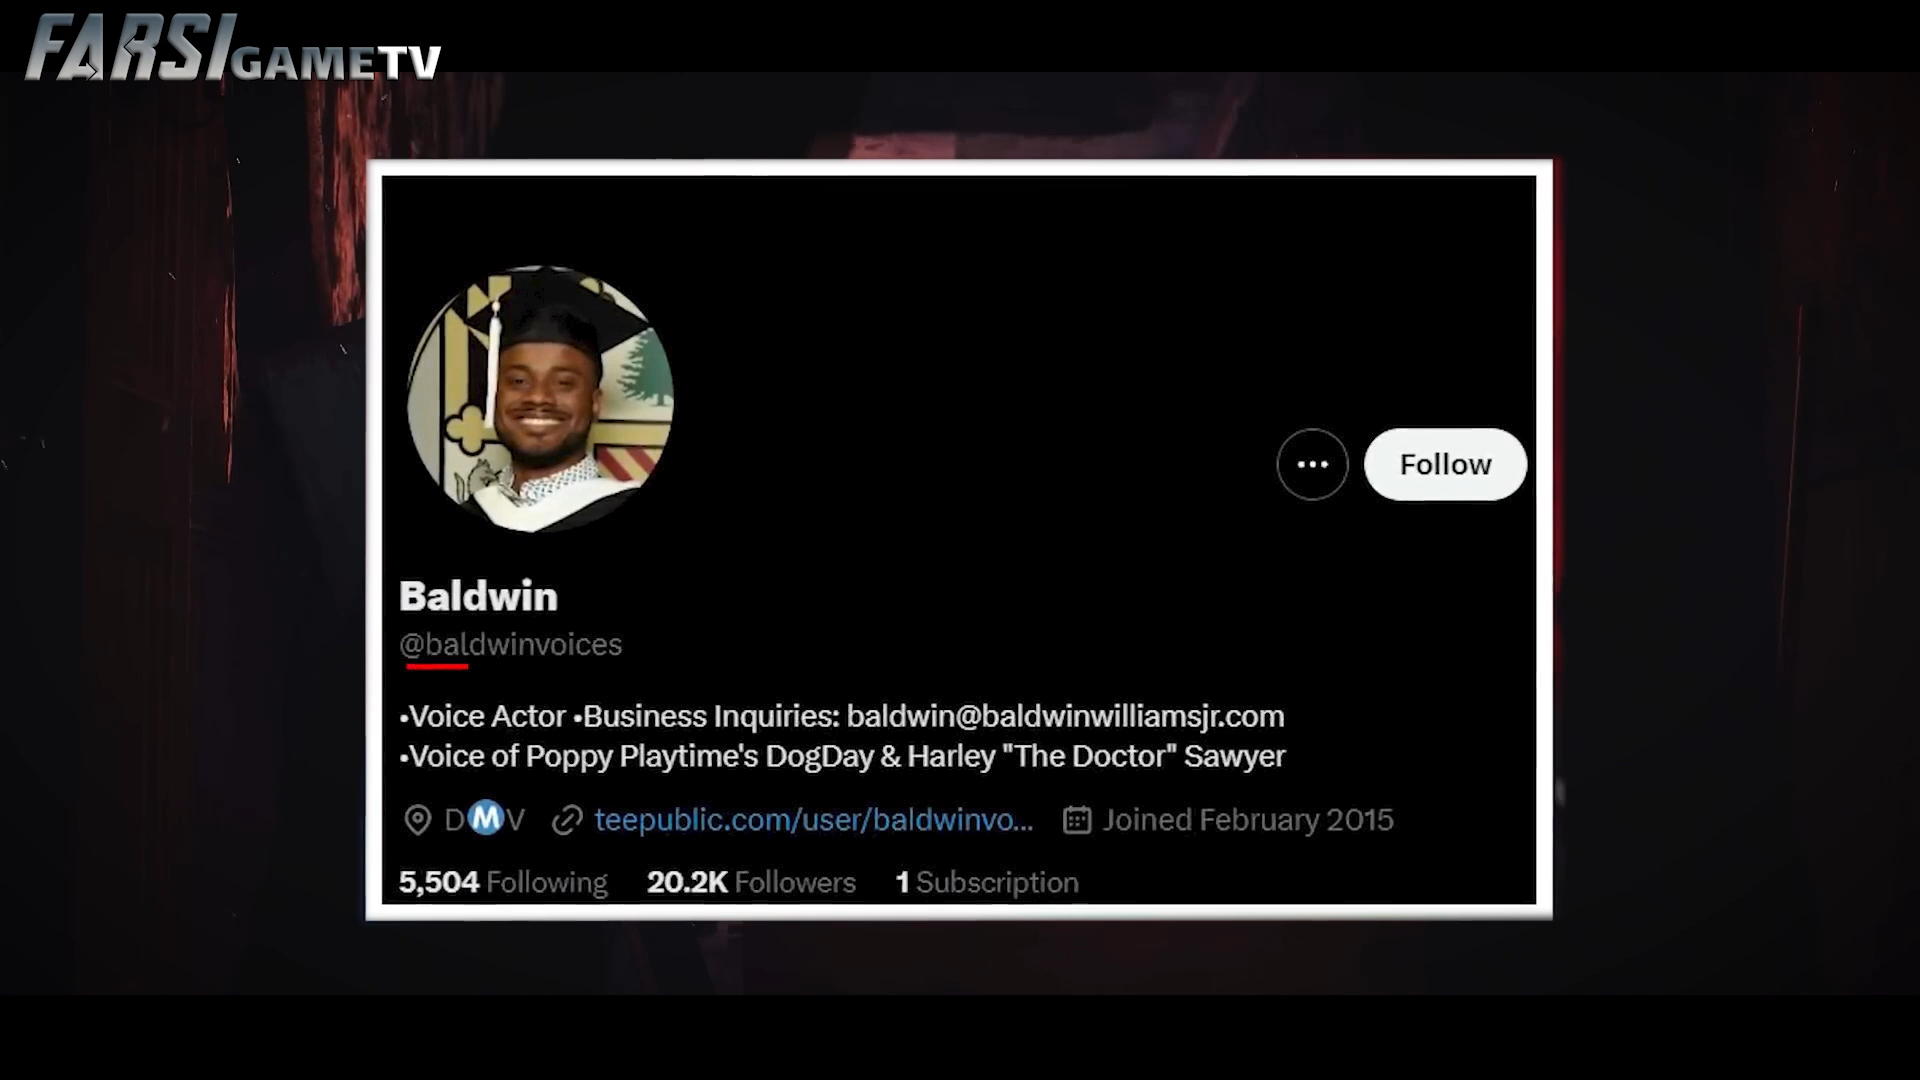 FARSIGAMETV
Follow
Baldwin
@baldwinvoices
•Voice Actor •Business Inquiries: baldwin@baldwinwilliamsjr.com
•Voice of Poppy Playtime's DogDay & Harley "The Doctor" Sawyer
DMV teepublic.com/user/baldwinvo... Joined February 2015
5,504 Following 20.2K Followers 1 Subscription